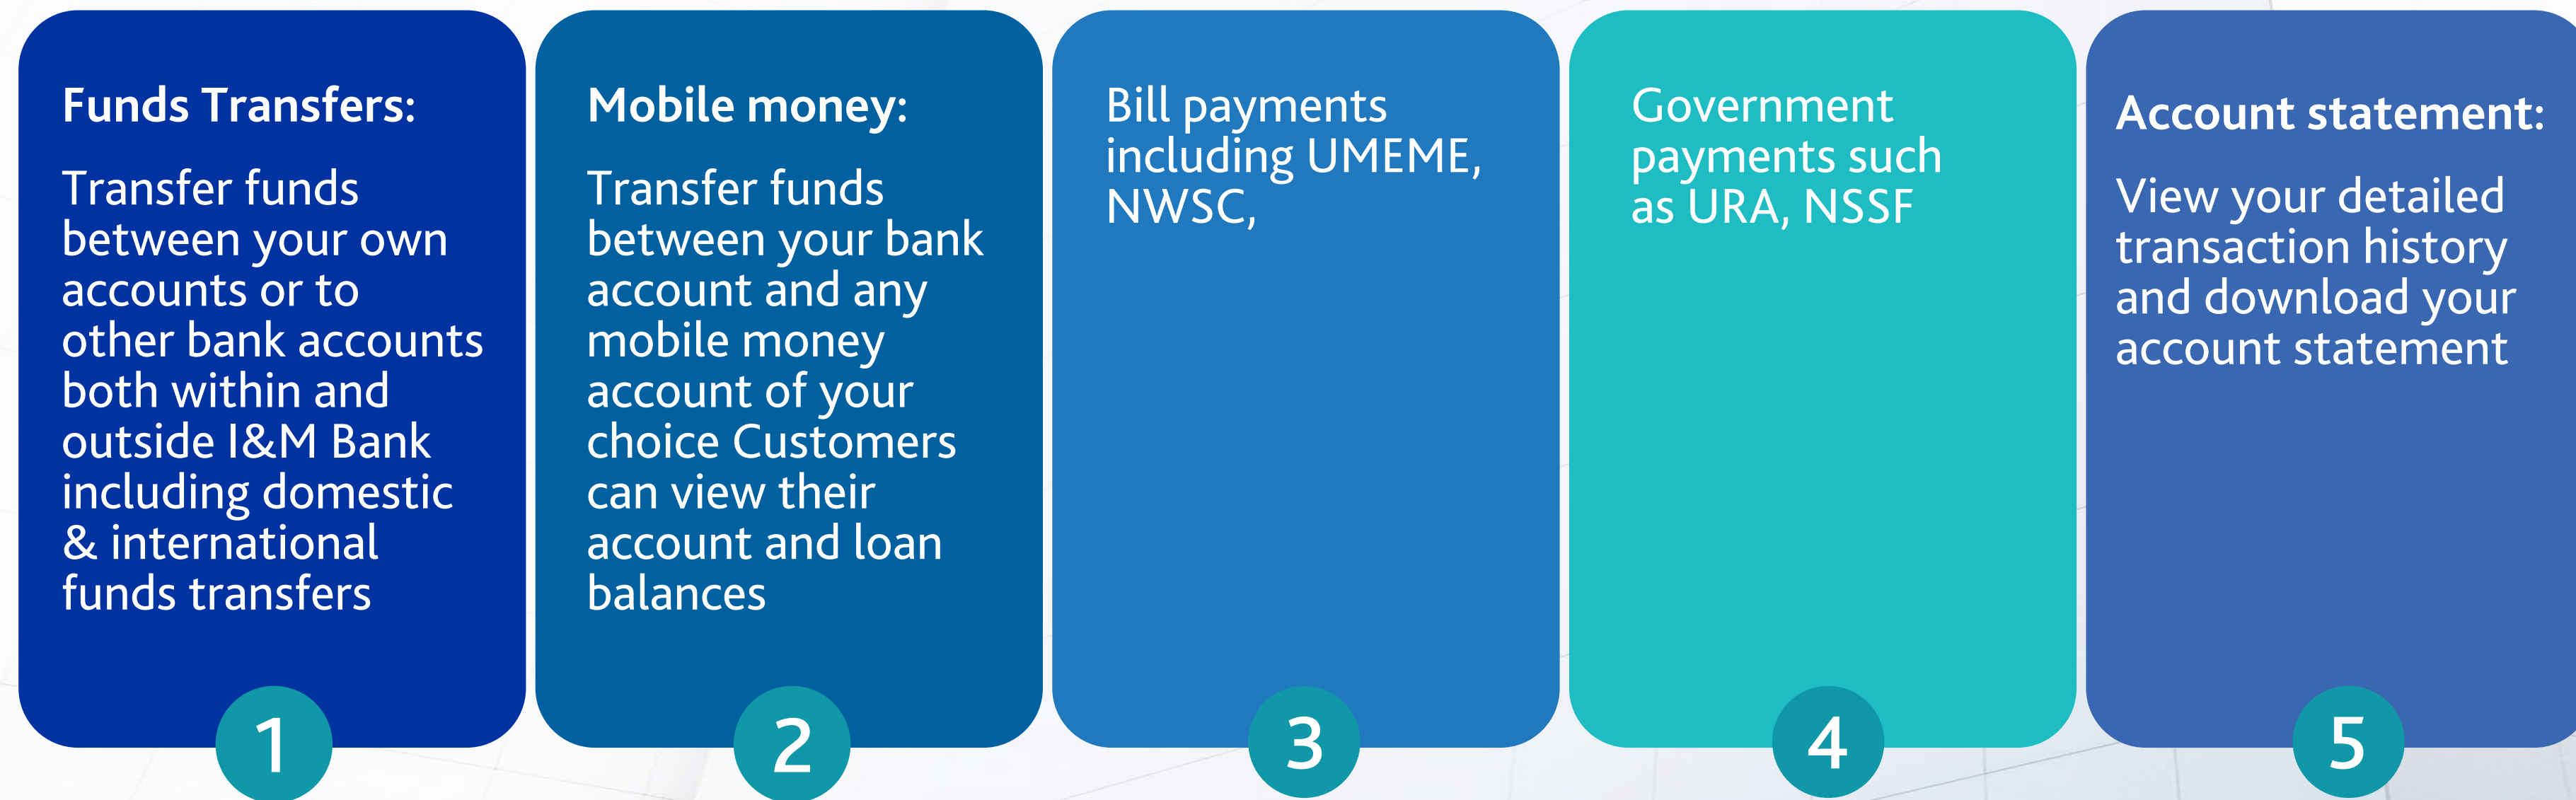 Funds Transfers:
Transfer funds
between your own
accounts or to
other bank accounts
both within and
outside I&M Bank
including domestic
& international
funds transfers
1
Mobile money:
Transfer funds
between your bank
account and any
mobile money
account of your
choice Customers
can view their
account and loan
balances
2
Bill payments
including UMEME,
NWSC,
3
Government
payments such
as URA, NSSF
4
Account statement:
View your detailed
transaction history
and download your
account statement
5